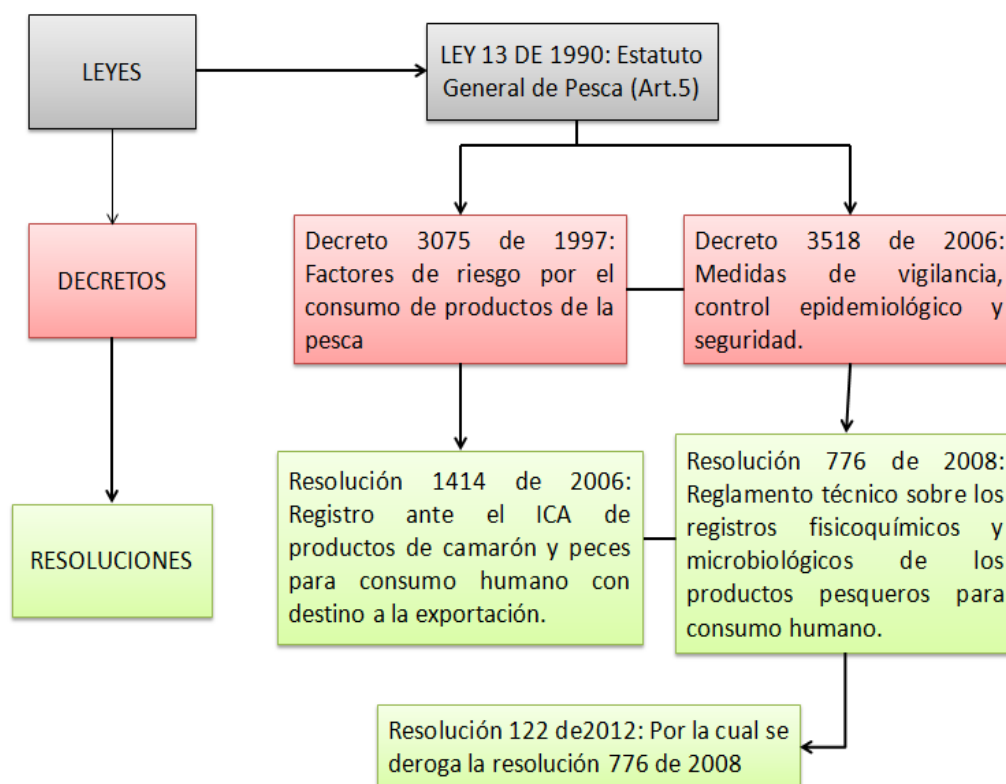 LEYES
LEY 13 DE 1990: Estatuto
General de Pesca (Art.5)
DECRETOS
Decreto 3075 de 1997:
Factores de riesgo por el
consumo de productos de la
pesca
Decreto 3518 de 2006:
Medidas de vigilancia,
control epidemiológico y
seguridad.
RESOLUCIONES
Resolución 1414 de 2006:
Registro ante el ICA de
productos de camarón y peces
para consumo humano con
destino a la exportación.
Resolución 776 de 2008:
Reglamento técnico sobre los
registros fisicoquímicos y
microbiológicos de los
productos pesqueros para
consumo humano.
Resolución 122 de2012: Por la cual se
deroga la resolución 776 de 2008